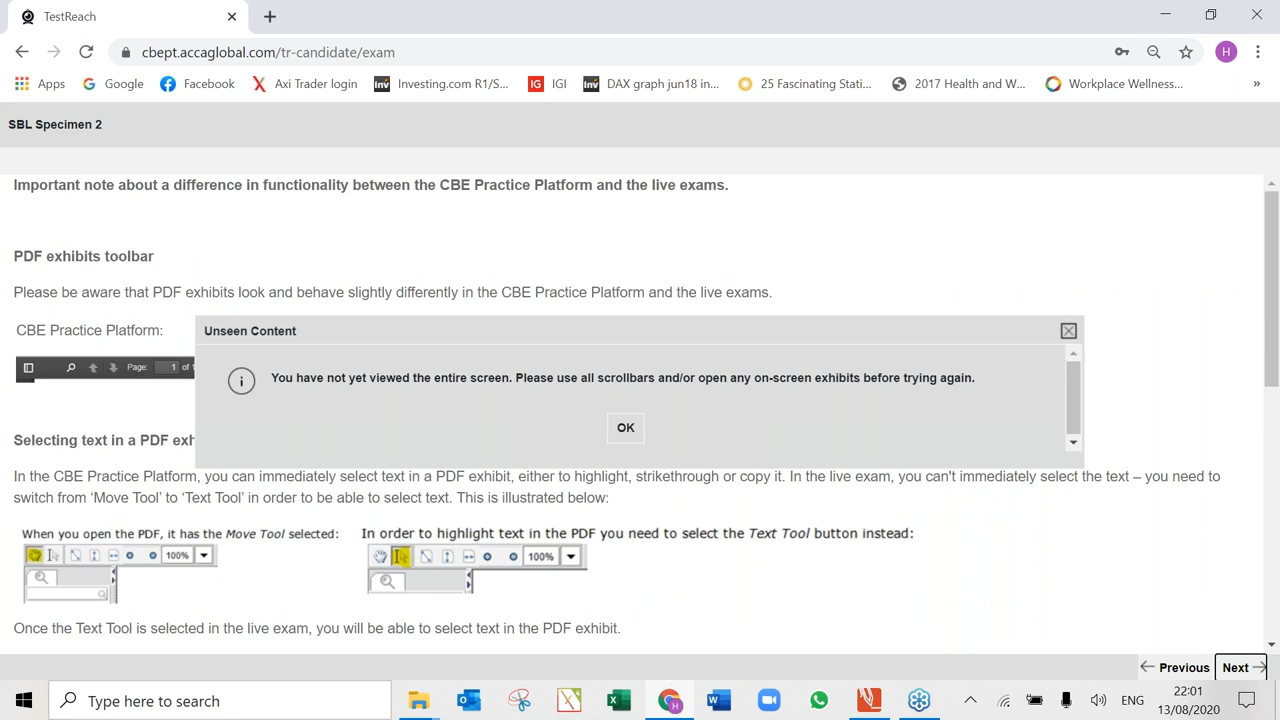 TestReach
cbept.accaglobal.com/tr-candidate/exam
H
Apps
Google
Facebook
Axi Trader login
Inv
Investing.com R1/S...
IG
IGI
Inv
DAX graph jun18 in...
25 Fascinating Stati...
2017 Health and W...
Workplace Wellness...
»
SBL Specimen 2
Important note about a difference in functionality between the CBE Practice Platform and the live exams.
PDF exhibits toolbar
Please be aware that PDF exhibits look and behave slightly differently in the CBE Practice Platform and the live exams.
CBE Practice Platform:
Page: 1 of 1
Unseen Content
You have not yet viewed the entire screen. Please use all scrollbars and/or open any on-screen exhibits before trying again.
OK
Selecting text in a PDF exh
In the CBE Practice Platform, you can immediately select text in a PDF exhibit, either to highlight, strikethrough or copy it. In the live exam, you can't immediately select the text – you need to
switch from ‘Move Tool’ to ‘Text Tool’ in order to be able to select text. This is illustrated below:
When you open the PDF, it has the Move Tool selected:
100%
In order to highlight text in the PDF you need to select the Text Tool button instead:
100%
Once the Text Tool is selected in the live exam, you will be able to select text in the PDF exhibit.
Previous
Next
Type here to search
H
ENG
22:01
13/08/2020